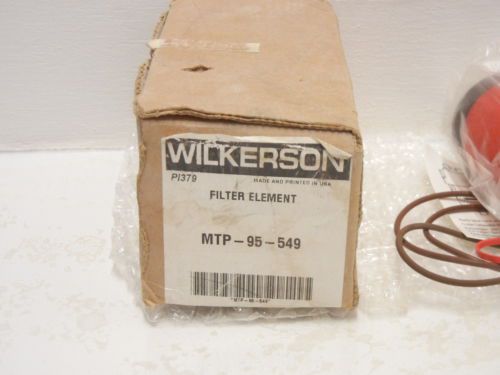 WILKERSON
PI379 MADE AND PRINTED IN USA
FILTER ELEMENT
MTP-95-549
"MTP-95-549"